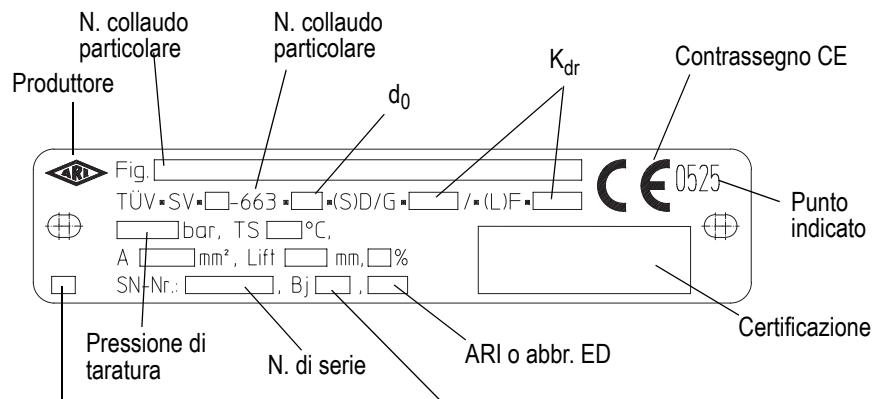 N. collaudo
particolare
N. collaudo
particolare
Produttore
d0
Kdr
Contrassegno CE
ARI
Fig.
CE 0525
TÜV▪SV▪ -663 ▪ ▪(S)D/G ▪ /▪(L)F▪
bar, TS °C,
A mm², Lift mm, %
SN-Nr.: , Bj ,
Punto
indicato
Pressione di
taratura
N. di serie
ARI o abbr. ED
Certificazione